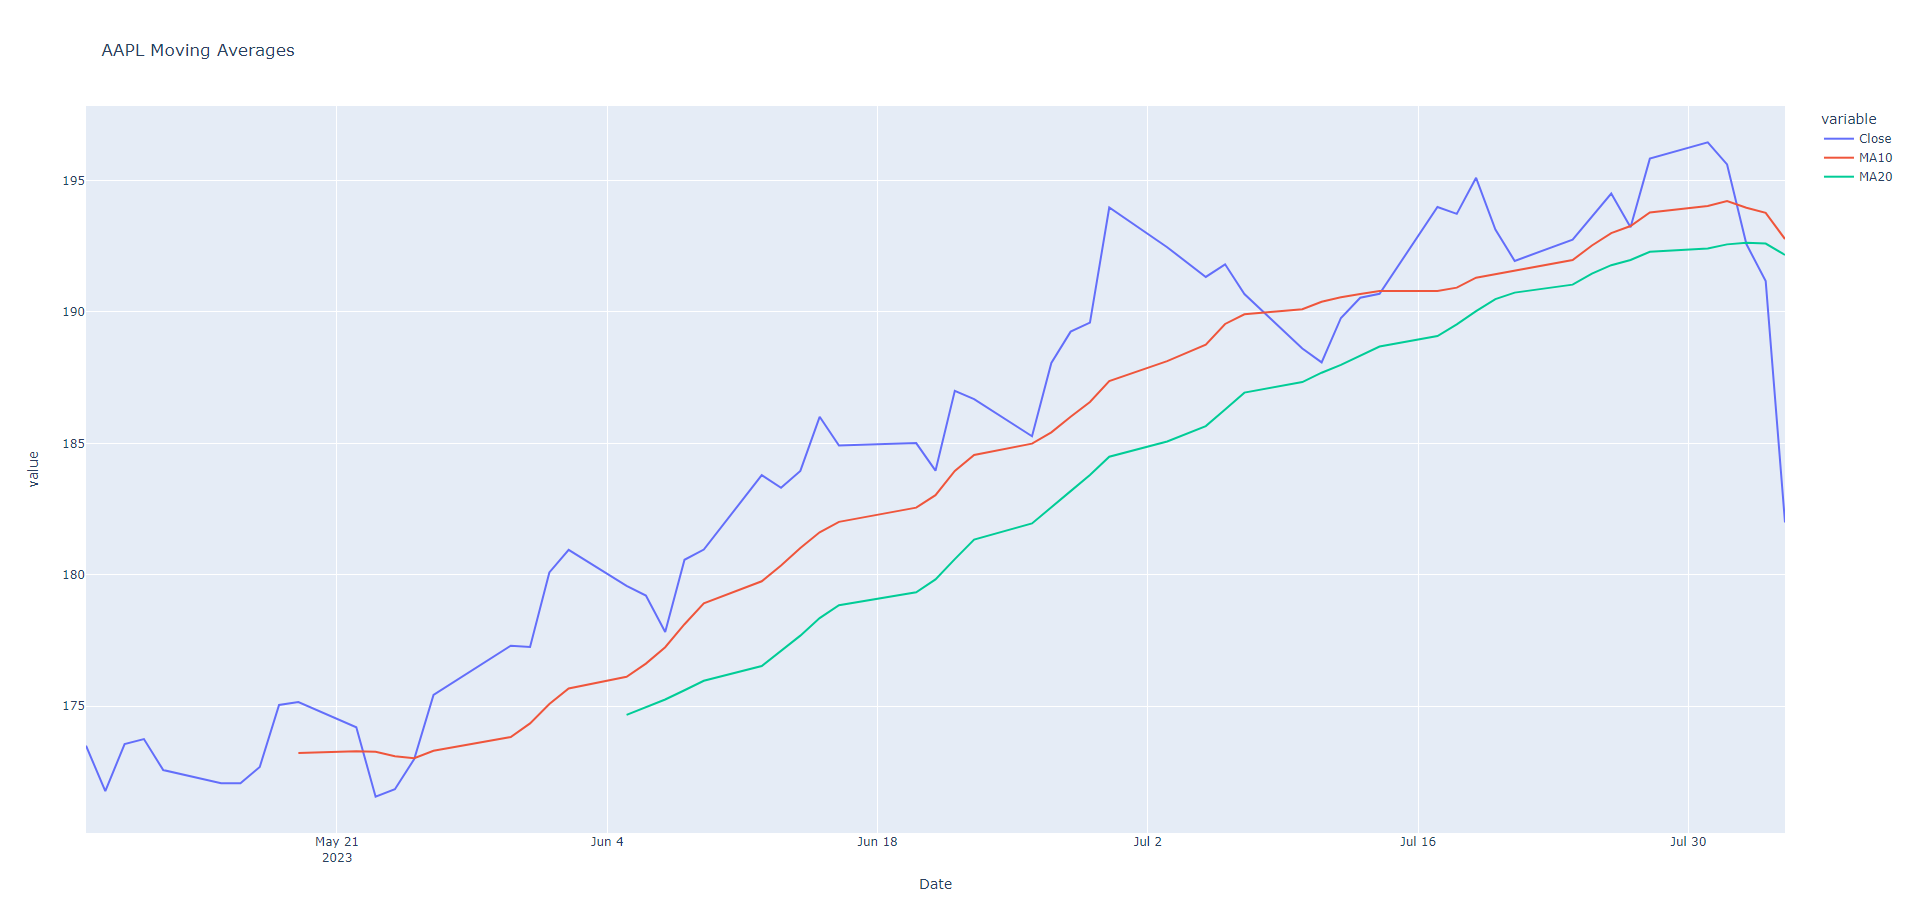 AAPL Moving Averages
variable
Close
MA10
MA20
195
190
185
180
175
value
May 21
2023
Jun 4
Jun 18
Jul 2
Jul 16
Jul 30
Date